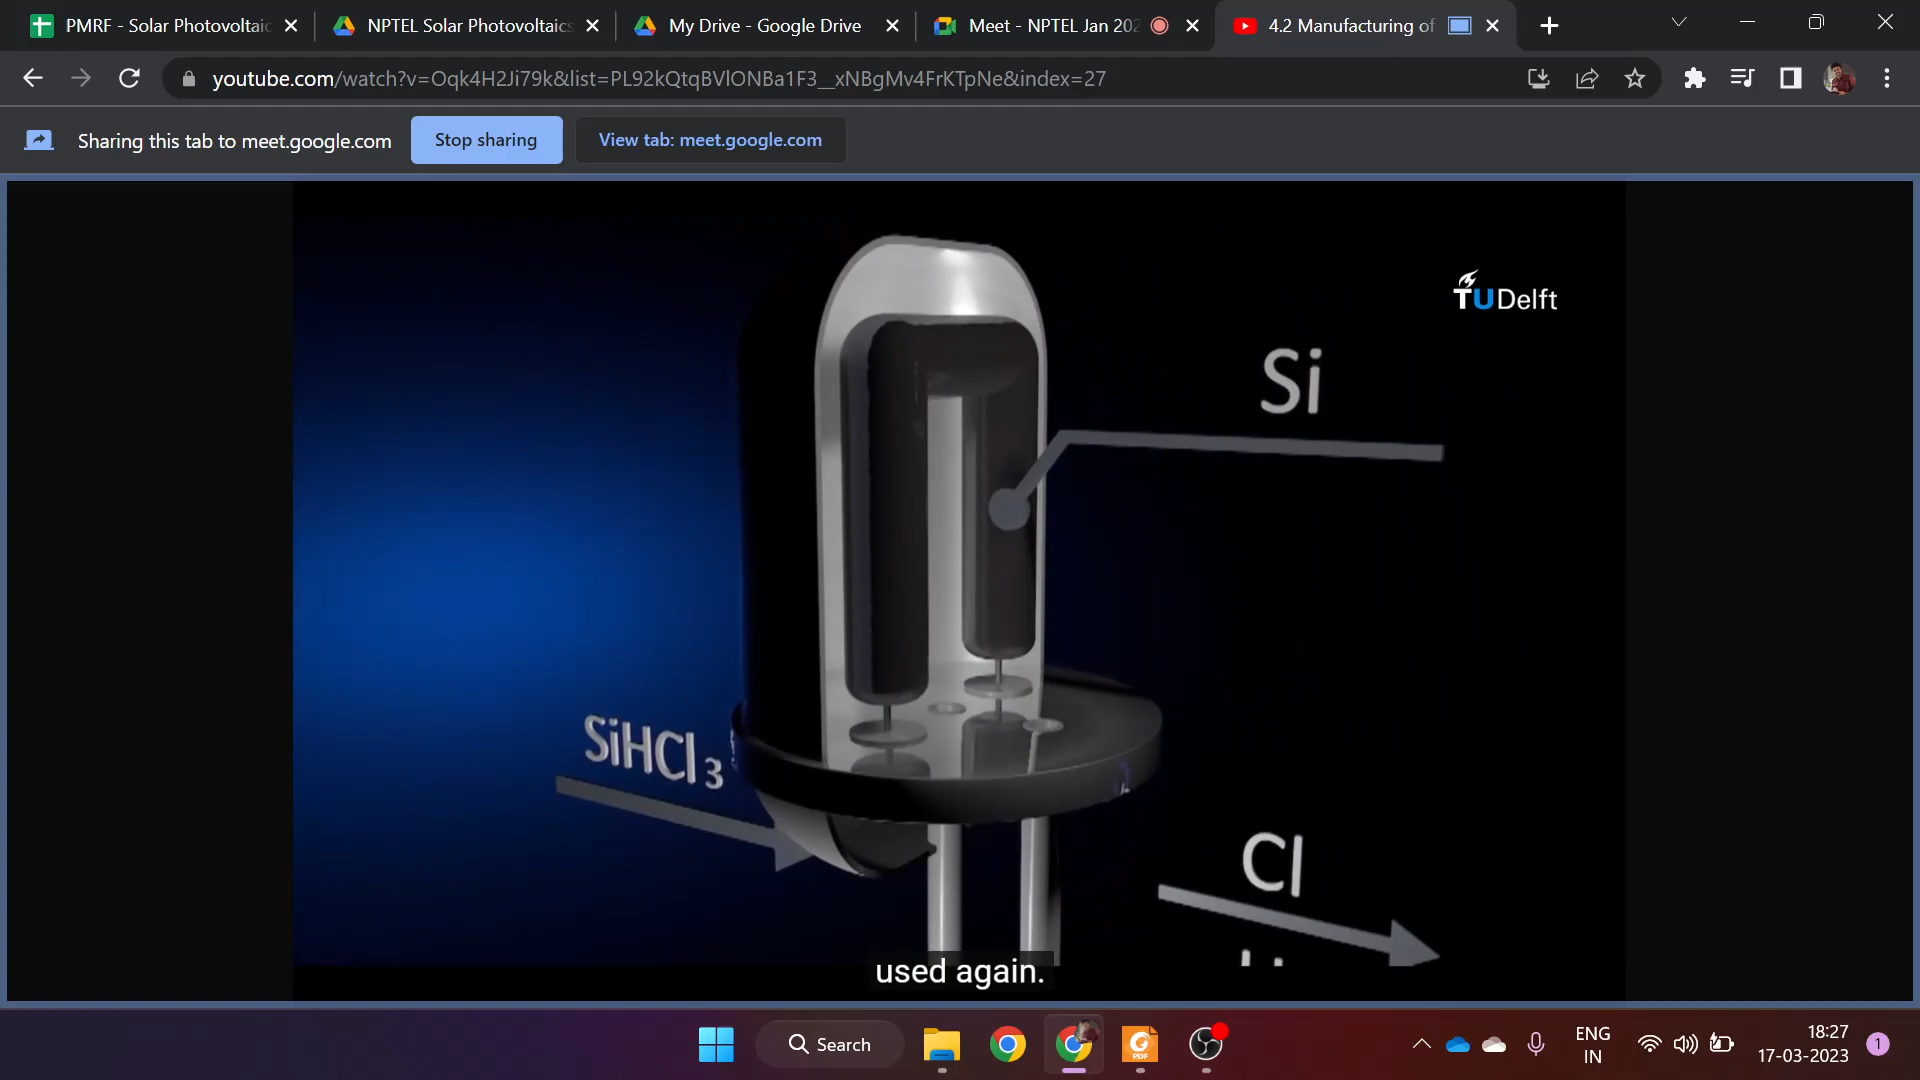 PMRF - Solar Photovoltaic
NPTEL Solar Photovoltaics
My Drive - Google Drive
Meet - NPTEL Jan 202
4.2 Manufacturing of
youtube.com/watch?v=Oqk4H2Ji79k&list=PL92kQtqBVlONBa1F3__xNBgMv4FrKTpNe&index=27
Sharing this tab to meet.google.com
Stop sharing
View tab: meet.google.com
TUDelft
Si
SiHCl3
Cl
used again.
Search
PDF
ENG
IN
18:27
17-03-2023
1